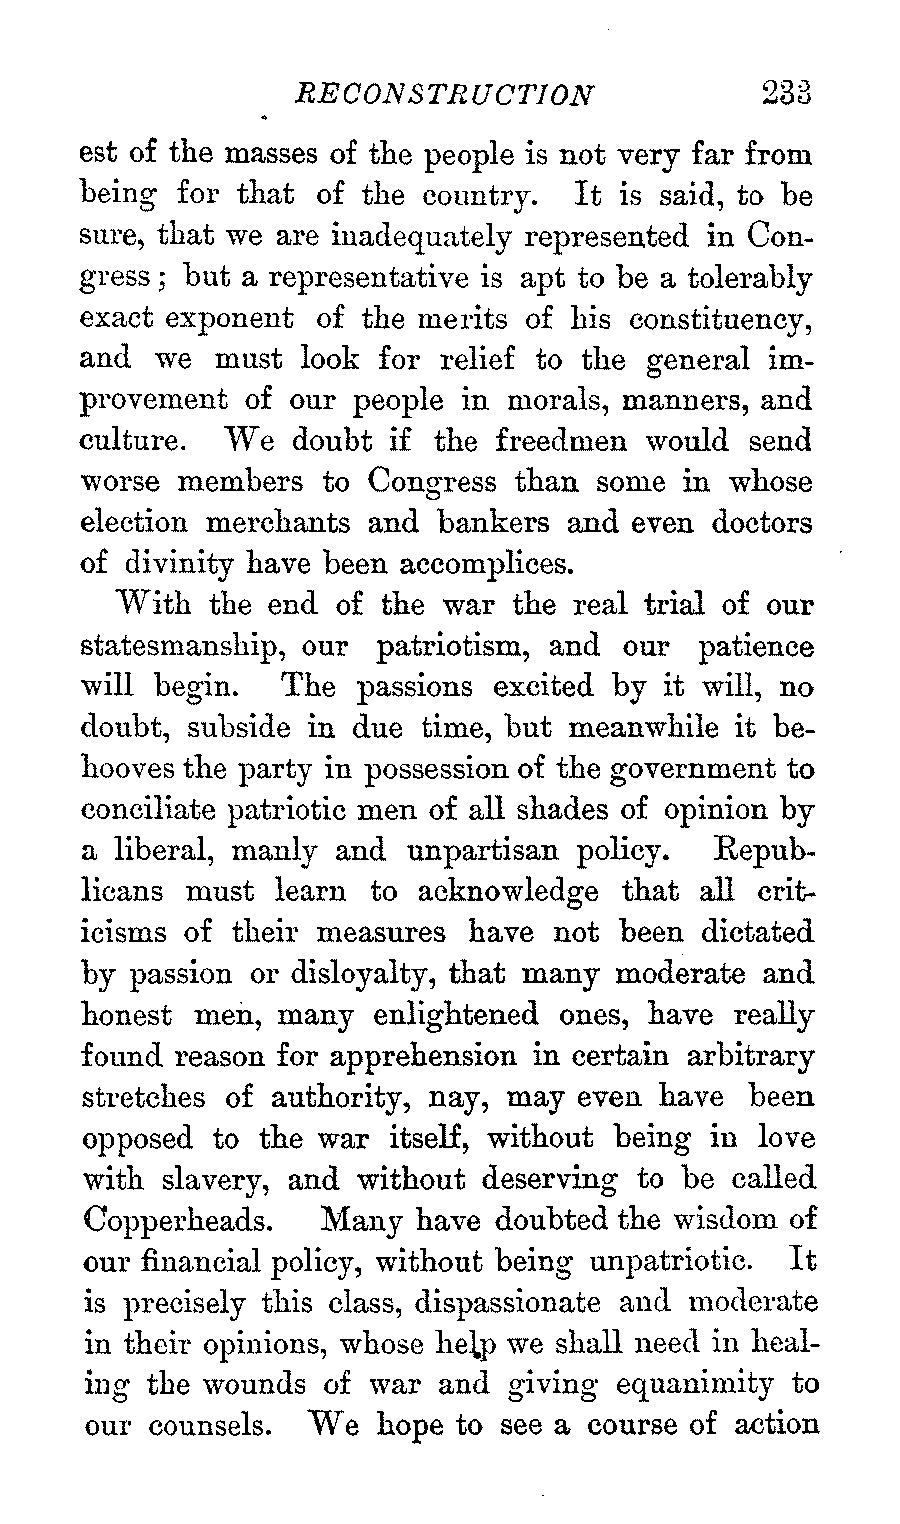 RECONSTRUCTION 233
est of the masses of the people is not very far from
being for that of the country. It is said, to be
sure, that we are inadequately represented in Con-
gress; but a representative is apt to be a tolerably
exact exponent of the merits of his constituency,
and we must look for relief to the general im-
provement of our people in morals, manners, and
culture. We doubt if the freedmen would send
worse members to Congress than some in whose
election merchants and bankers and even doctors
of divinity have been accomplices.
With the end of the war the real trial of our
statesmanship, our patriotism, and our patience
will begin. The passions excited by it will, no
doubt, subside in due time, but meanwhile it be-
hooves the party in possession of the government to
conciliate patriotic men of all shades of opinion by
a liberal, manly and unpartisan policy. Repub-
licans must learn to acknowledge that all crit-
icisms of their measures have not been dictated
by passion or disloyalty, that many moderate and
honest men, many enlightened ones, have really
found reason for apprehension in certain arbitrary
stretches of authority, nay, may even have been
opposed to the war itself, without being in love
with slavery, and without deserving to be called
Copperheads. Many have doubted the wisdom of
our financial policy, without being unpatriotic. It
is precisely this class, dispassionate and moderate
in their opinions, whose help we shall need in heal-
ing the wounds of war and giving equanimity to
our counsels. We hope to see a course of action